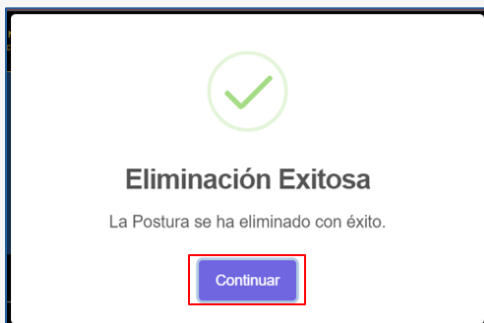 Eliminación Exitosa
La Postura se ha eliminado con éxito.
Continuar